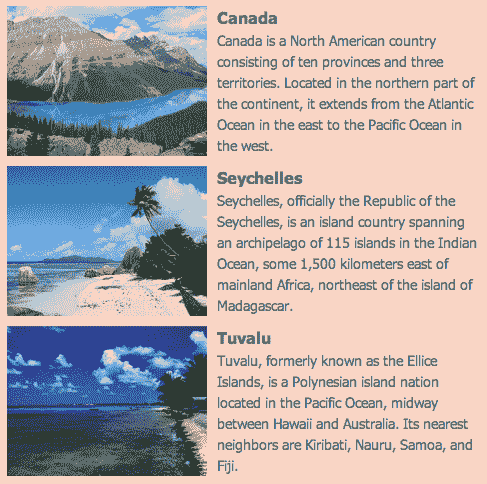 Canada
Canada is a North American country
consisting of ten provinces and three
territories. Located in the northern part of
the continent, it extends from the Atlantic
Ocean in the east to the Pacific Ocean in
the west.
Seychelles
Seychelles, officially the Republic of the
Seychelles, is an island country spanning
an archipelago of 115 islands in the Indian
Ocean, some 1,500 kilometers east of
mainland Africa, northeast of the island of
Madagascar.
Tuvalu
Tuvalu, formerly known as the Ellice
Islands, is a Polynesian island nation
located in the Pacific Ocean, midway
between Hawaii and Australia. Its nearest
neighbors are Kiribati, Nauru, Samoa, and
Fiji.